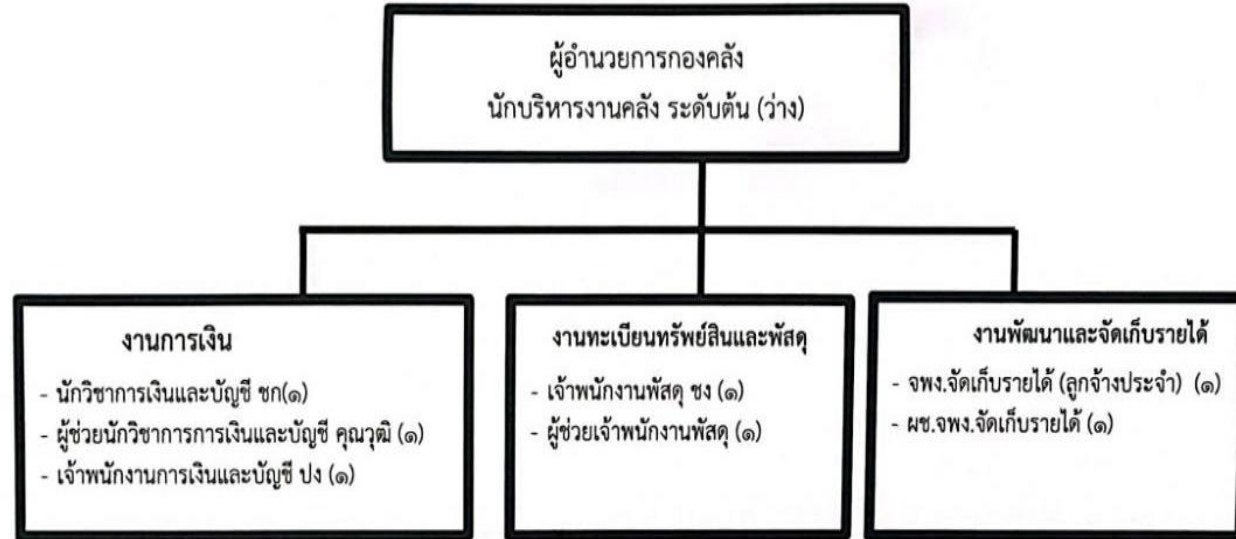 ผู้อำนวยการกองคลัง
นักบริหารงานคลัง ระดับต้น (ว่าง)
งานการเงิน
- นักวิชาการเงินและบัญชี ชก(๑)
- ผู้ช่วยนักวิชาการการเงินและบัญชี คุณวุฒิ (๑)
- เจ้าพนักงานการเงินและบัญชี ปง (๑)
งานทะเบียนทรัพย์สินและพัสดุ
- เจ้าพนักงานพัสดุ ชง (๑)
- ผู้ช่วยเจ้าพนักงานพัสดุ (๑)
งานพัฒนาและจัดเก็บรายได้
- จพง.จัดเก็บรายได้ (ลูกจ้างประจำ) (๑)
- ผช.จพง.จัดเก็บรายได้ (๑)